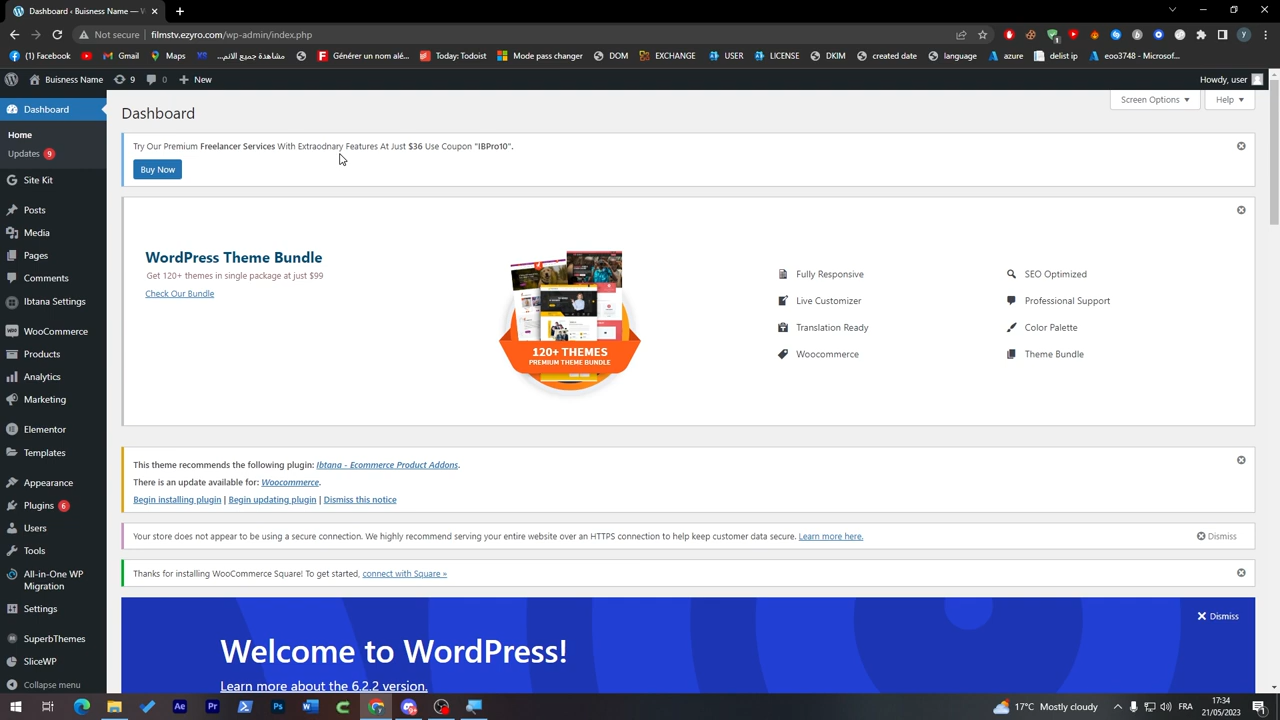 Dashboard ‹ Buisness Name — W
Not secure
filmstv.ezyro.com/wp-admin/index.php
(1) Facebook
YouTube
Gmail
Maps
مشاهدة جميع الانت...
Générer un nom alé...
Todoist: Today
Mode pass changer
DOM
EXCHANGE
USER
LICENSE
DKIM
created date
language
azure
delist ip
eoo3748 - Microsof...
Buisness Name
9
0
New
Howdy, user
Dashboard
Home
Updates 9
Site Kit
Posts
Media
Pages
Comments
Ibtana Settings
WooCommerce
Products
Analytics
Marketing
Elementor
Templates
Appearance
Plugins 6
Users
Tools
All-in-One WP
Migration
Settings
SuperbThemes
SliceWP
Collapse menu
Dashboard
Screen Options
Help
Try Our Premium Freelancer Services With Extraodnary Features At Just $36 Use Coupon "IBPro10".
Buy Now
WordPress Theme Bundle
Get 120+ themes in single package at just $99
Check Our Bundle
120+ THEMES
PREMIUM THEME BUNDLE
Fully Responsive
SEO Optimized
Live Customizer
Professional Support
Translation Ready
Color Palette
Woocommerce
Theme Bundle
This theme recommends the following plugin: Ibtana - Ecommerce Product Addons.
There is an update available for: Woocommerce.
Begin installing plugin | Begin updating plugin | Dismiss this notice
Your store does not appear to be using a secure connection. We highly recommend serving your entire website over an HTTPS connection to help keep customer data secure. Learn more here.
Dismiss
Thanks for installing WooCommerce Square! To get started, connect with Square »
Welcome to WordPress!
Dismiss
Learn more about the 6.2.2 version.
17°C Mostly cloudy
FRA
17:34
21/05/2023